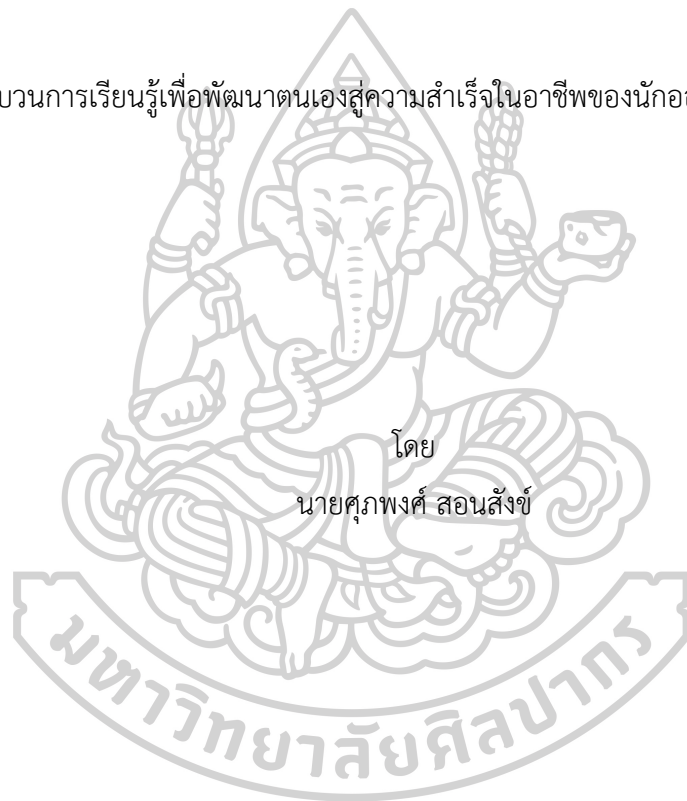 บวนการเรียนรู้เพื่อพัฒนาตนเองสู่ความสำเร็จในอาชีพของนักออ
โดย
นายศุภพงศ์ สอนสังข์
มหาวิทยาลัยศิลปากร